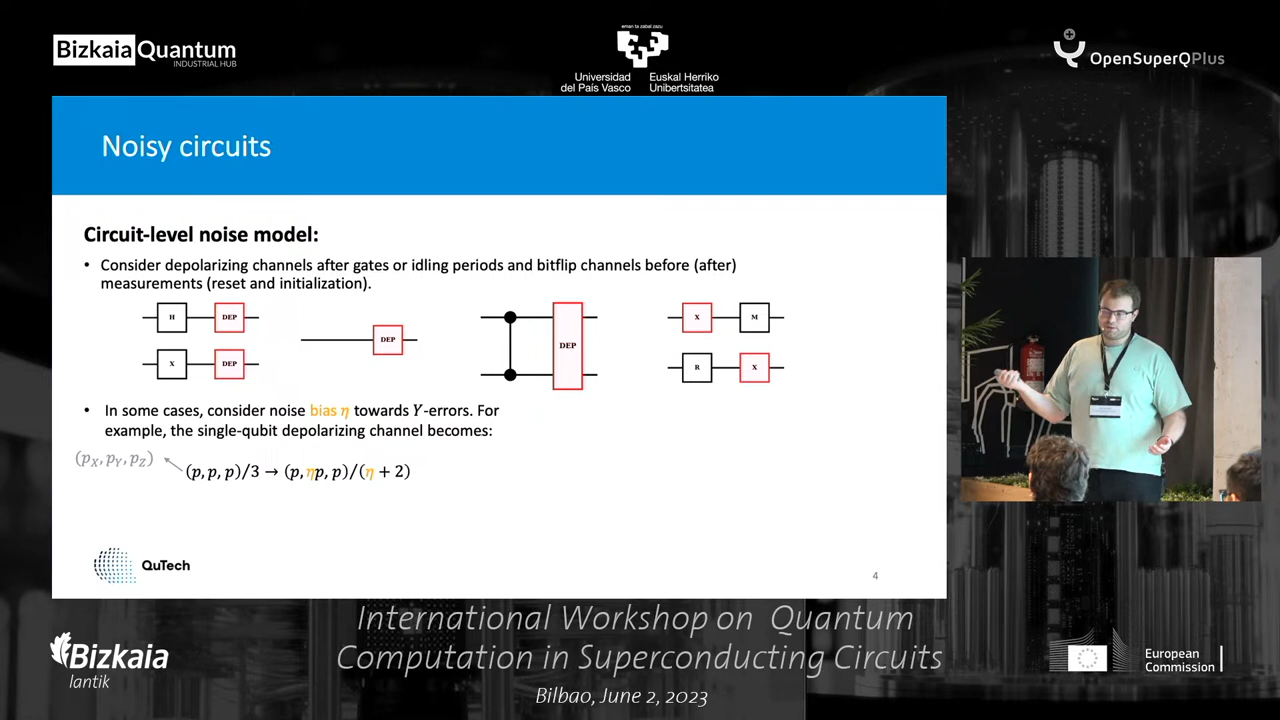 Bizkaia Quantum
INDUSTRIAL HUB
eman ta zabal zazu
Universidad
del País Vasco
Euskal Herriko
Unibertsitatea
OpenSuperQPlus
Noisy circuits
Circuit-level noise model:
• Consider depolarizing channels after gates or idling periods and bitflip channels before (after)
measurements (reset and initialization).
H DEP
X DEP
DEP
DEP
X M
R X
• In some cases, consider noise bias η towards Y-errors. For
example, the single-qubit depolarizing channel becomes:
(pX, pY, pZ)
(p, p, p)/3 → (p, ηp, p)/(η + 2)
QuTech
4
International Workshop on Quantum
Computation in Superconducting Circuits
Bilbao, June 2, 2023
Bizkaia
lantik
European
Commission